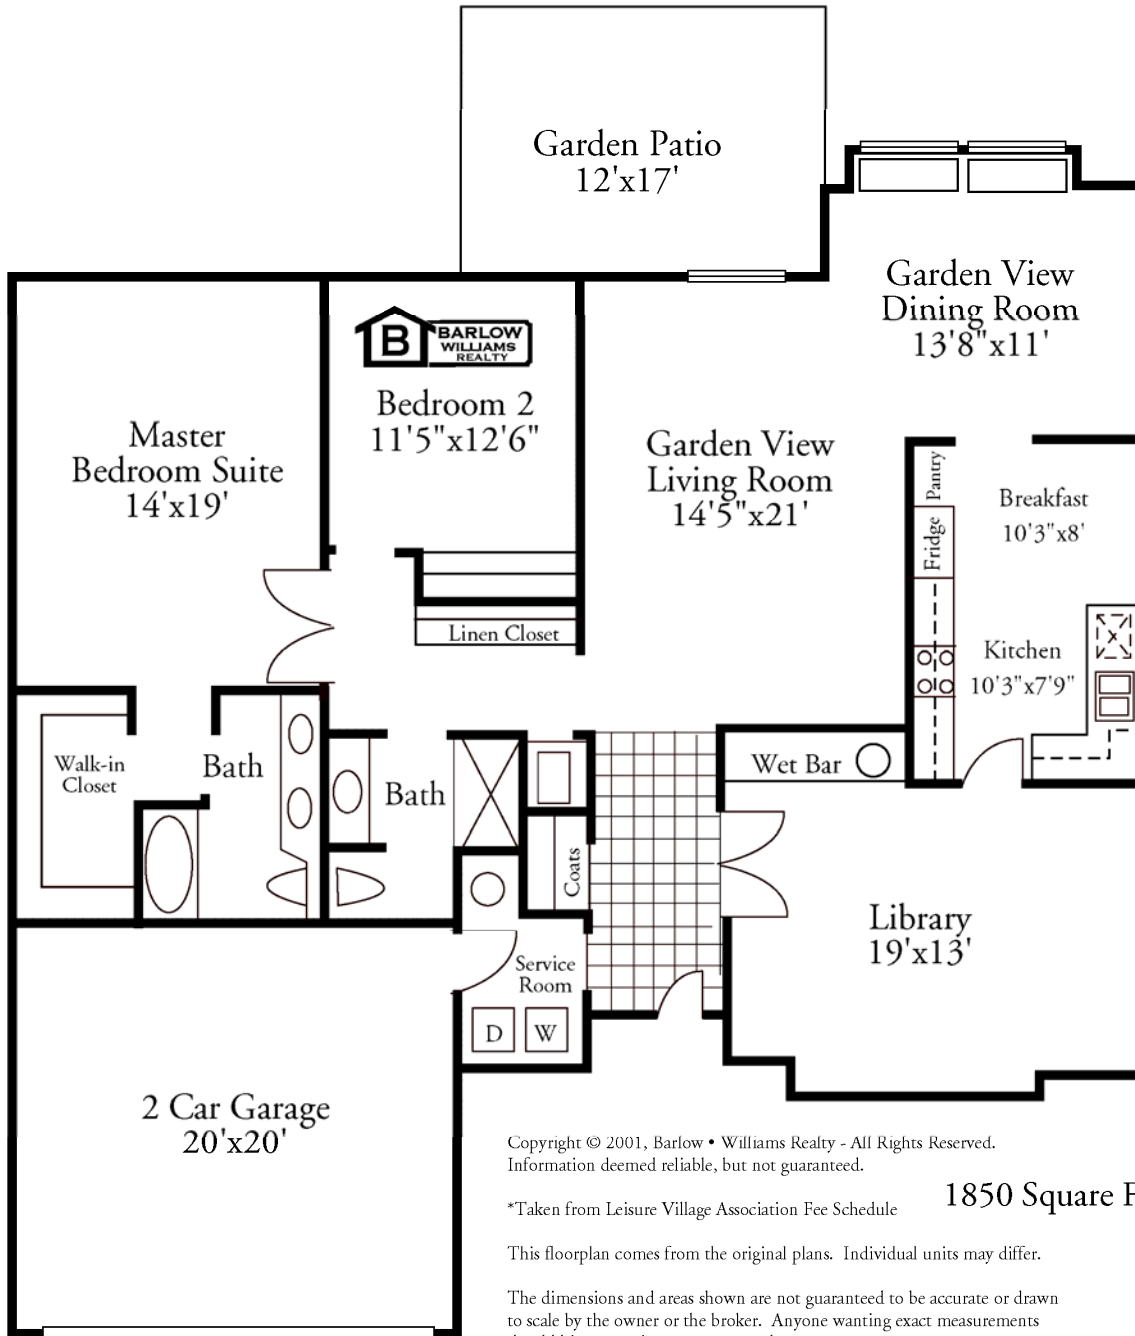 Garden Patio
12'x17'
Garden View
Dining Room
13'8"x11'
B
BARLOW
WILLIAMS
REALTY
Bedroom 2
11'5"x12'6"
Master
Bedroom Suite
14'x19'
Garden View
Living Room
14'5"x21'
Pantry
Fridge
Breakfast
10'3"x8'
Linen Closet
Kitchen
10'3"x7'9"
Walk-in
Closet
Bath
Bath
Wet Bar
Coats
Library
19'x13'
Service
Room
D
W
2 Car Garage
20'x20'
Copyright © 2001, Barlow • Williams Realty - All Rights Reserved.
Information deemed reliable, but not guaranteed.
1850 Square
*Taken from Leisure Village Association Fee Schedule
This floorplan comes from the original plans. Individual units may differ.
The dimensions and areas shown are not guaranteed to be accurate or drawn
to scale by the owner or the broker. Anyone wanting exact measurements